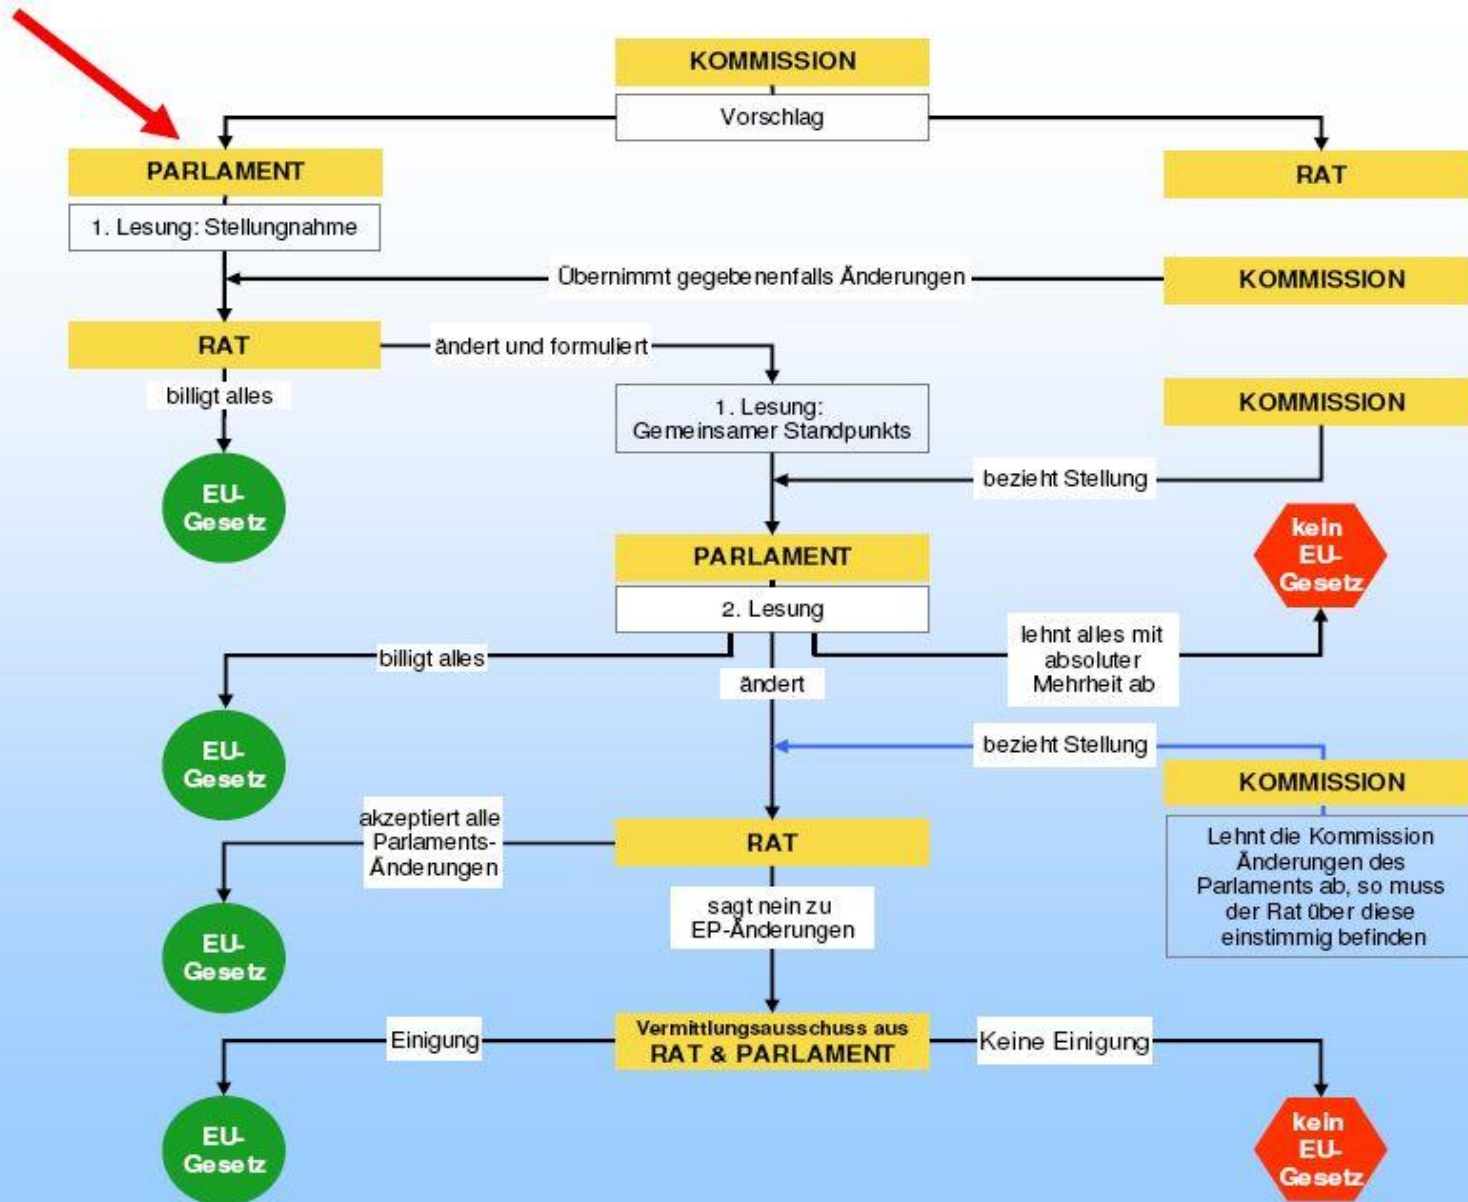 KOMMISSION
Vorschlag
PARLAMENT
RAT
1. Lesung: Stellungnahme
Übernimmt gegebenenfalls Änderungen
KOMMISSION
RAT
ändert und formuliert
billigt alles
1. Lesung:
Gemeinsamer Standpunkts
KOMMISSION
bezieht Stellung
EU-
Gesetz
kein
EU-
Gesetz
PARLAMENT
2. Lesung
billigt alles
ändert
lehnt alles mit
absoluter
Mehrheit ab
EU-
Gesetz
bezieht Stellung
KOMMISSION
Lehnt die Kommission
Änderungen des
Parlaments ab, so muss
der Rat über diese
einstimmig befinden
akzeptiert alle
Parlaments-
Änderungen
RAT
sagt nein zu
EP-Änderungen
EU-
Gesetz
Einigung
Vermittlungsausschuss aus
RAT & PARLAMENT
Keine Einigung
EU-
Gesetz
kein
EU-
Gesetz